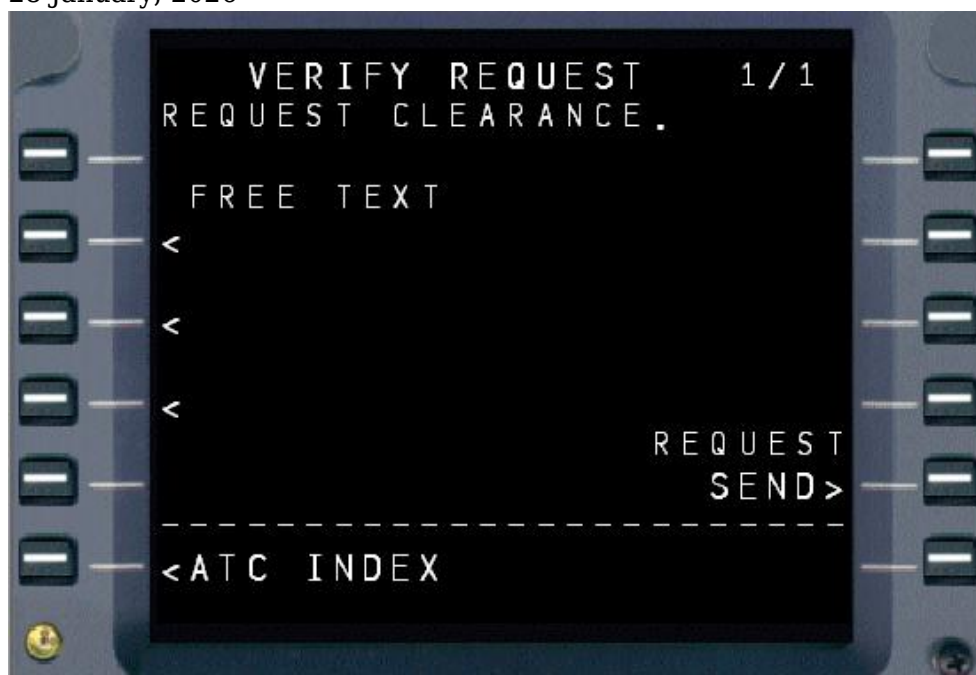 VERIFY REQUEST 1/1
REQUEST CLEARANCE.
FREE TEXT
<
<
<
REQUEST
SEND>
<ATC INDEX